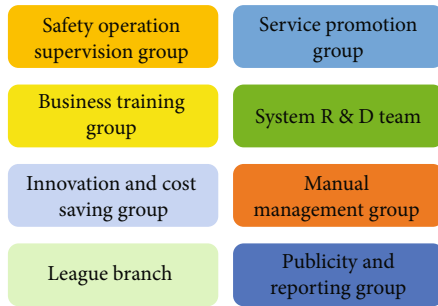 Safety operation
supervision group
Service promotion
group
Business training
group
System R & D team
Innovation and cost
saving group
Manual
management group
League branch
Publicity and
reporting group